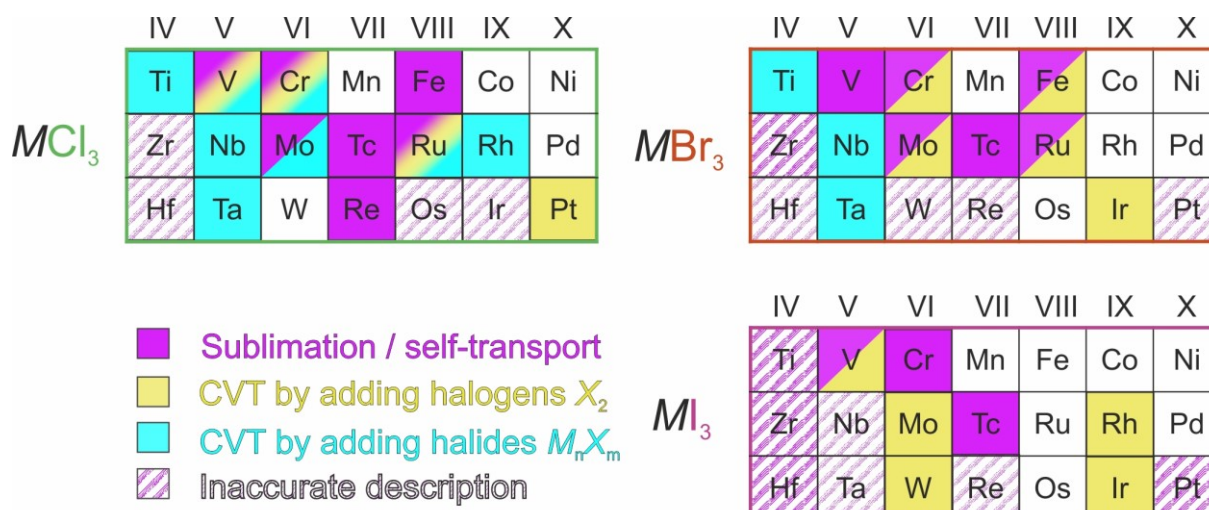 IV V VI VII VIII IX X
MCl₃
Ti V Cr Mn Fe Co Ni
Zr Nb Mo Tc Ru Rh Pd
Hf Ta W Re Os Ir Pt
IV V VI VII VIII IX X
MBr₃
Ti V Cr Mn Fe Co Ni
Zr Nb Mo Tc Ru Rh Pd
Hf Ta W Re Os Ir Pt
Sublimation / self-transport
CVT by adding halogens X₂
CVT by adding halides MₙXₘ
Inaccurate description
IV V VI VII VIII IX X
MI₃
Ti V Cr Mn Fe Co Ni
Zr Nb Mo Tc Ru Rh Pd
Hf Ta W Re Os Ir Pt